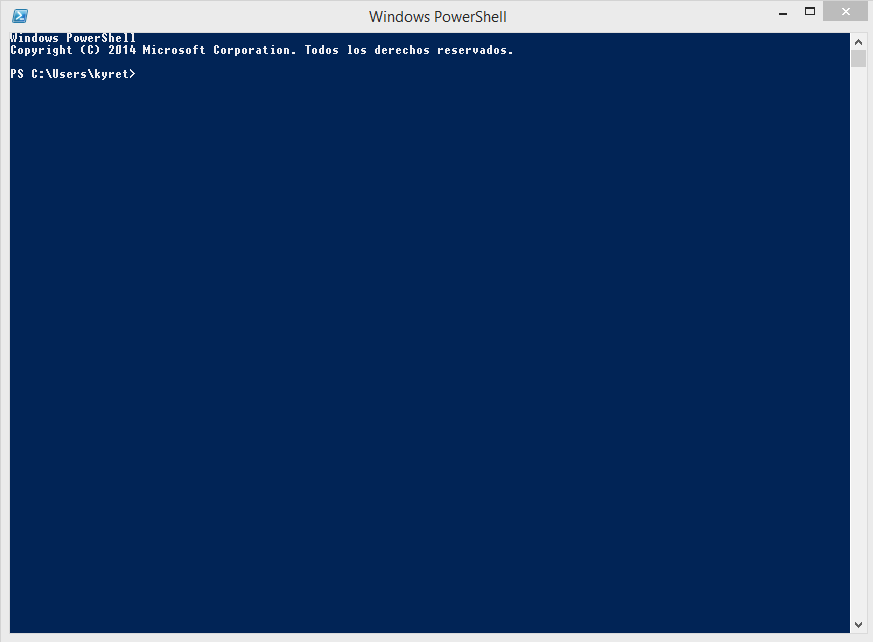 Windows PowerShell
Windows PowerShell
Copyright (C) 2014 Microsoft Corporation. Todos los derechos reservados.
PS C:\Users\kyret>